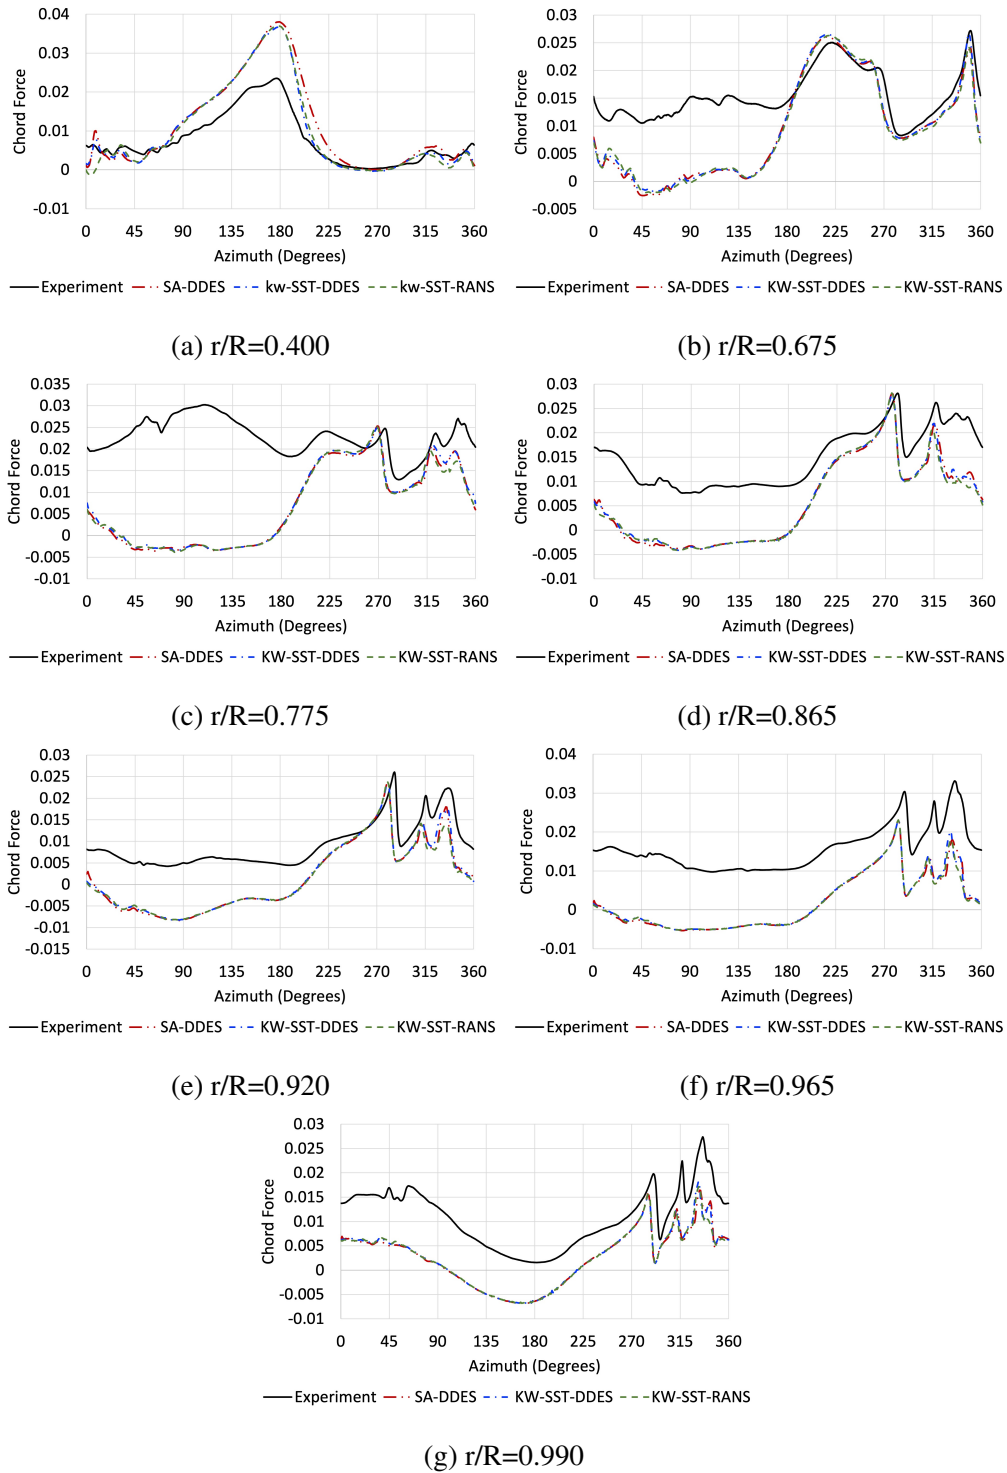 0.04
0.03
0.02
0.01
0
-0.01
Chord Force
0 45 90 135 180 225 270 315 360
Azimuth (Degrees)
Experiment SA-DDES kw-SST-DDES kw-SST-RANS
(a) r/R=0.400
0.03
0.025
0.02
0.015
0.01
0.005
0
-0.005
Chord Force
0 45 90 135 180 225 270 315 360
Azimuth (Degrees)
Experiment SA-DDES KW-SST-DDES KW-SST-RANS
(b) r/R=0.675
0.035
0.03
0.025
0.02
0.015
0.01
0.005
0
-0.005
-0.01
Chord Force
0 45 90 135 180 225 270 315 360
Azimuth (Degrees)
Experiment SA-DDES KW-SST-DDES KW-SST-RANS
(c) r/R=0.775
0.03
0.025
0.02
0.015
0.01
0.005
0
-0.005
-0.01
Chord Force
0 45 90 135 180 225 270 315 360
Azimuth (Degrees)
Experiment SA-DDES KW-SST-DDES KW-SST-RANS
(d) r/R=0.865
0.03
0.025
0.02
0.015
0.01
0.005
0
-0.005
-0.01
-0.015
Chord Force
0 45 90 135 180 225 270 315 360
Azimuth (Degrees)
Experiment SA-DDES KW-SST-DDES KW-SST-RANS
(e) r/R=0.920
0.04
0.03
0.02
0.01
0
-0.01
Chord Force
0 45 90 135 180 225 270 315 360
Azimuth (Degrees)
Experiment SA-DDES KW-SST-DDES KW-SST-RANS
(f) r/R=0.965
0.03
0.025
0.02
0.015
0.01
0.005
0
-0.005
-0.01
Chord Force
0 45 90 135 180 225 270 315 360
Azimuth (Degrees)
Experiment SA-DDES KW-SST-DDES KW-SST-RANS
(g) r/R=0.990